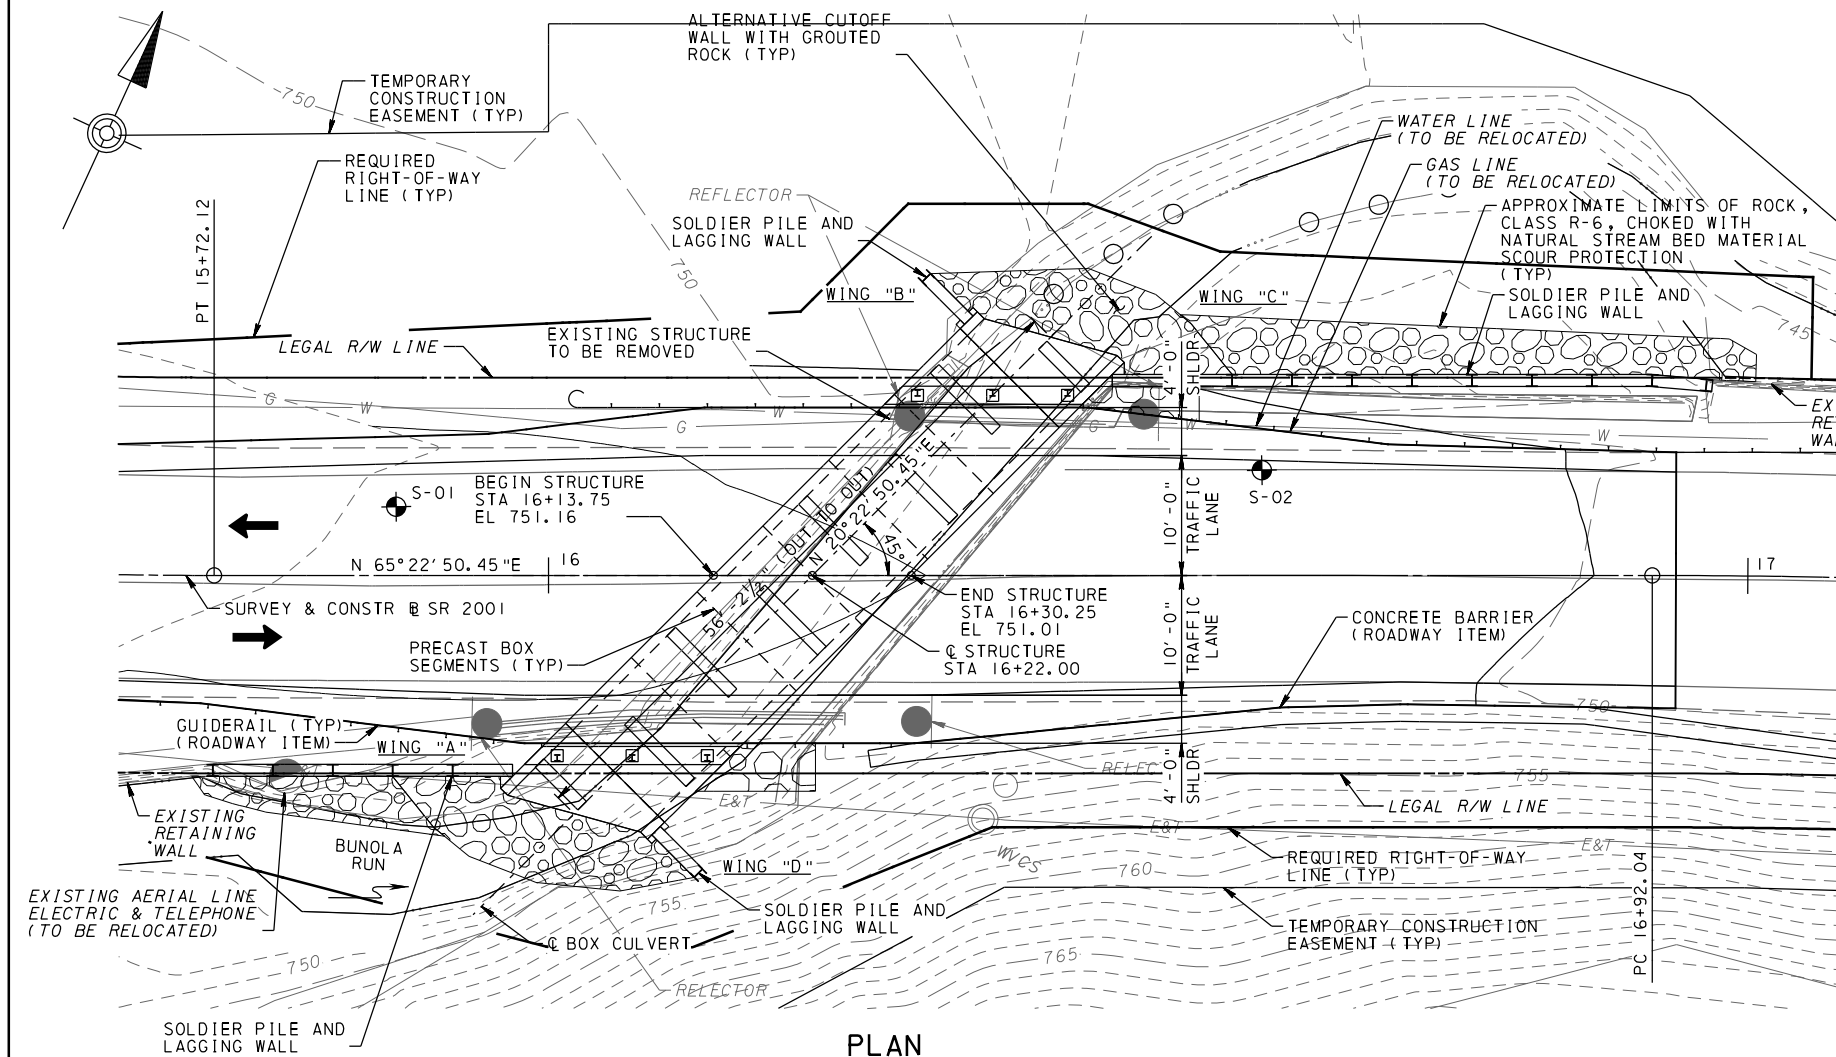 ALTERNATIVE CUTOFF
WALL WITH GROUTED
ROCK (TYP)
TEMPORARY
CONSTRUCTION
EASEMENT (TYP)
750
REQUIRED
RIGHT-OF-WAY
LINE (TYP)
WATER LINE
(TO BE RELOCATED)
GAS LINE
(TO BE RELOCATED)
APPROXIMATE LIMITS OF ROCK,
CLASS R-6, CHOKED WITH
NATURAL STREAM BED MATERIAL
SCOUR PROTECTION
(TYP)
SOLDIER PILE AND
LAGGING WALL
REFLECTOR
SOLDIER PILE AND
LAGGING WALL
PT 15+72.12
750
WING "B"
WING "C"
745
EXISTING STRUCTURE
TO BE REMOVED
LEGAL R/W LINE
4'-0"
SHLDR
G
W
W
G
G
W
W
EX
RE
WA
BEGIN STRUCTURE
STA 16+13.75
EL 751.16
S-01
S-02
56'-2½" (OUT TO OUT)
N 20°22'50.45"E
45°
10'-0"
TRAFFIC
LANE
N 65°22'50.45"E
16
17
SURVEY & CONSTR ℄ SR 2001
END STRUCTURE
STA 16+30.25
EL 751.01
℄ STRUCTURE
STA 16+22.00
10'-0"
TRAFFIC
LANE
CONCRETE BARRIER
(ROADWAY ITEM)
PRECAST BOX
SEGMENTS (TYP)
750
GUIDERAIL (TYP)
(ROADWAY ITEM)
WING "A"
4'-0"
SHLDR
RELEC
755
E&T
LEGAL R/W LINE
EXISTING
RETAINING
WALL
BUNOLA
RUN
E&T
E&T
WVCS
REQUIRED RIGHT-OF-WAY
LINE (TYP)
760
WING "D"
EXISTING AERIAL LINE
ELECTRIC & TELEPHONE
(TO BE RELOCATED)
755
SOLDIER PILE AND
LAGGING WALL
TEMPORARY CONSTRUCTION
EASEMENT (TYP)
℄ BOX CULVERT
750
765
PC 16+92.04
RELECTOR
SOLDIER PILE AND
LAGGING WALL
PLAN